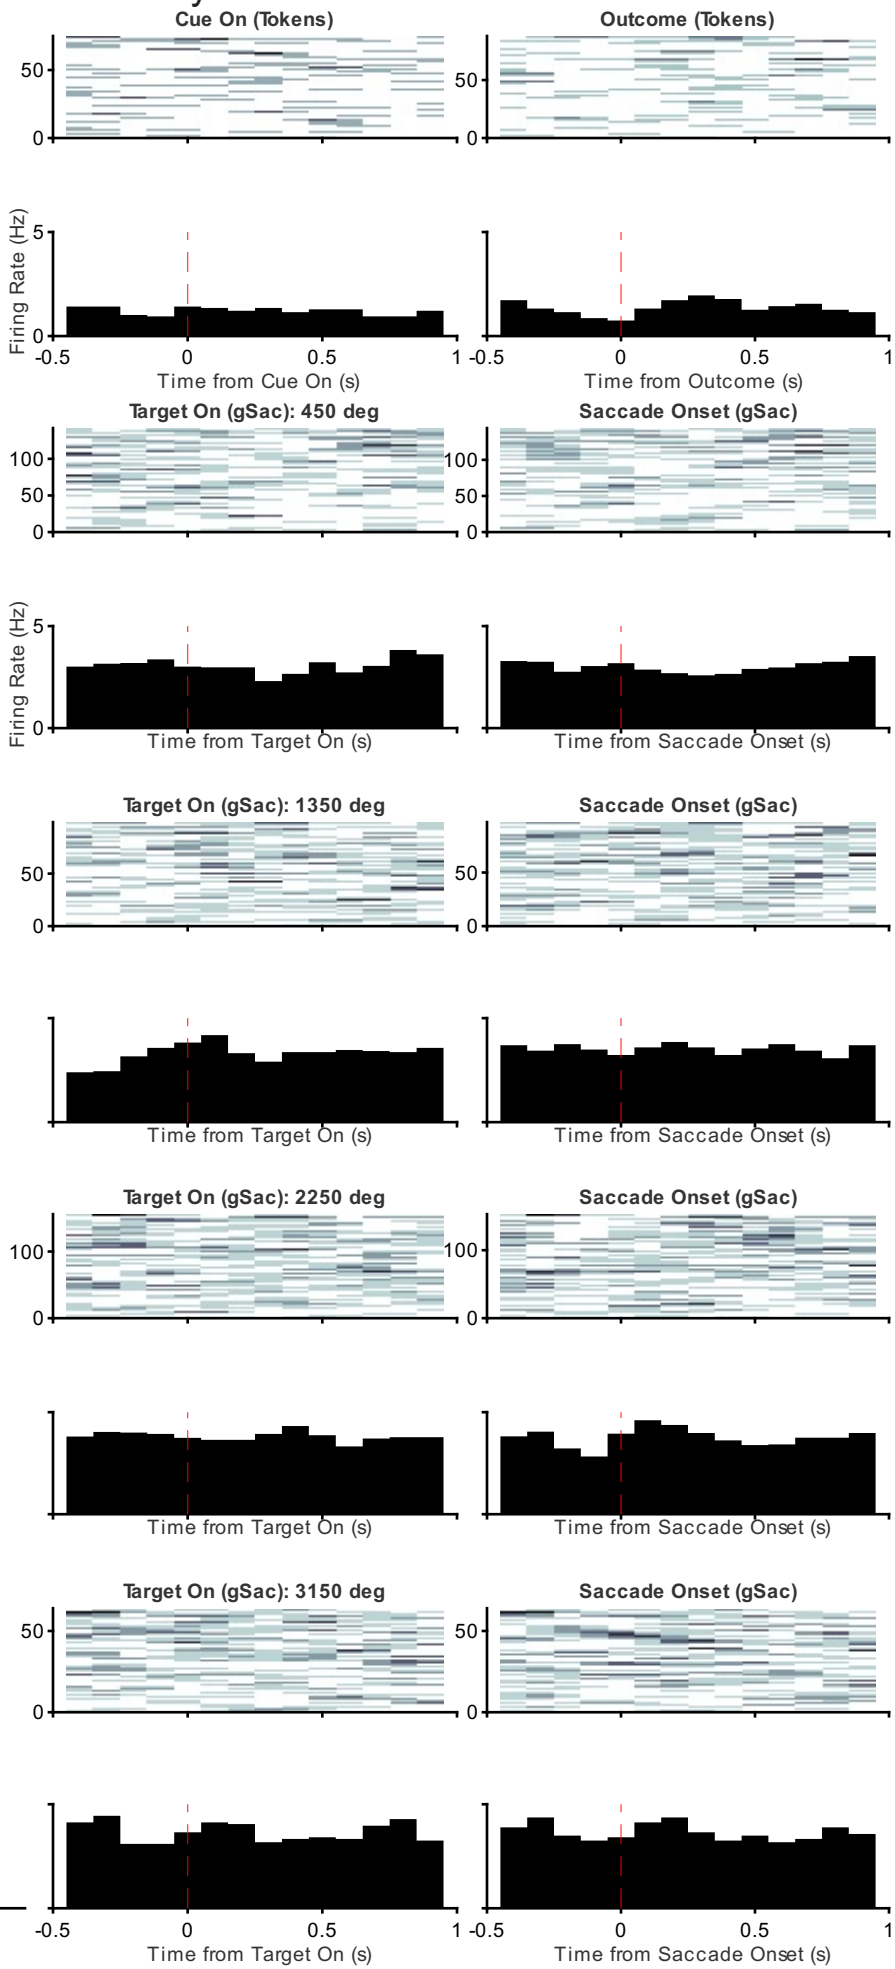 Cue On (Tokens)
Outcome (Tokens)
50
0
50
0
Firing Rate (Hz)
5
0
-0.5 0 0.5 1
-0.5 0 0.5 1
Time from Cue On (s)
Time from Outcome (s)
Target On (gSac): 450 deg
Saccade Onset (gSac)
100
50
0
100
50
0
Firing Rate (Hz)
5
0
Time from Target On (s)
Time from Saccade Onset (s)
Target On (gSac): 1350 deg
Saccade Onset (gSac)
50
0
50
0
Time from Target On (s)
Time from Saccade Onset (s)
Target On (gSac): 2250 deg
Saccade Onset (gSac)
100
0
100
0
Time from Target On (s)
Time from Saccade Onset (s)
Target On (gSac): 3150 deg
Saccade Onset (gSac)
50
0
50
0
-0.5 0 0.5 1
-0.5 0 0.5 1
Time from Target On (s)
Time from Saccade Onset (s)